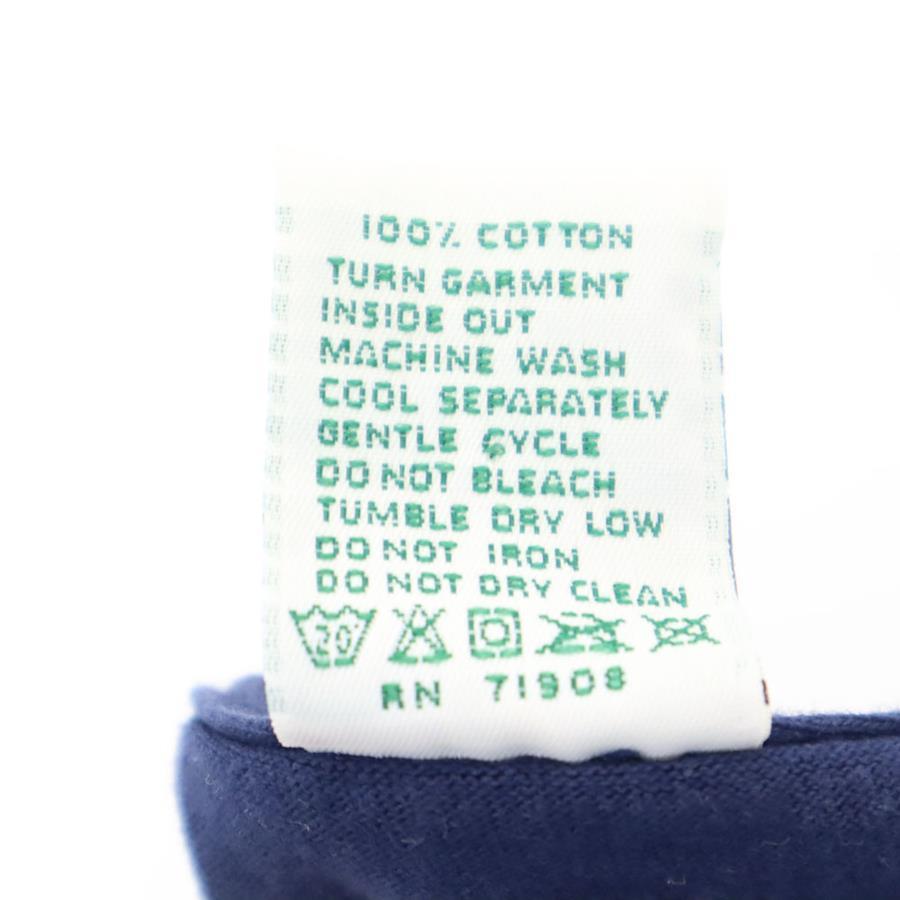 100% COTTON
TURN GARMENT
INSIDE OUT
MACHINE WASH
COOL SEPARATELY
GENTLE CYCLE
DO NOT BLEACH
TUMBLE DRY LOW
DO NOT IRON
DO NOT DRY CLEAN
20°
RN 71908